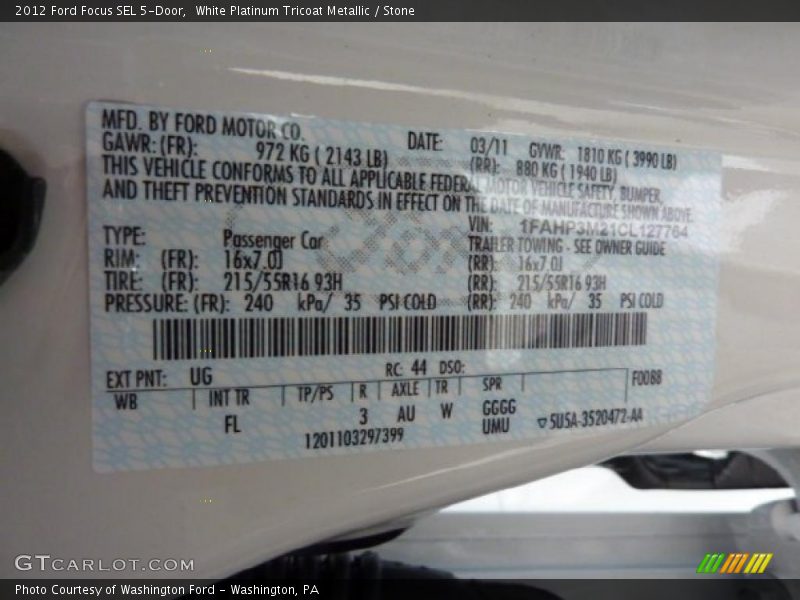 2012 Ford Focus SEL 5-Door, White Platinum Tricoat Metallic / Stone
MFD. BY FORD MOTOR CO.
DATE: 03/11 GVWR: 1810 KG ( 3990 LB)
GAWR: (FR): 972 KG ( 2143 LB) (RR): 880 KG ( 1940 LB)
THIS VEHICLE CONFORMS TO ALL APPLICABLE FEDERAL MOTOR VEHICLE SAFETY, BUMPER,
AND THEFT PREVENTION STANDARDS IN EFFECT ON THE DATE OF MANUFACTURE SHOWN ABOVE.
VIN: 1FAHP3M21CL127764
TYPE: Passenger Car TRAILER TOWING - SEE OWNER GUIDE
RIM: (FR): 16x7.0J (RR): 16x7.0J
TIRE: (FR): 215/55R16 93H (RR): 215/55R16 93H
PRESSURE: (FR): 240 kPa/ 35 PSI COLD (RR): 240 kPa/ 35 PSI COLD
EXT PNT: UG RC: 44 DSO: F0088
WB INT TR TP/PS R AXLE TR SPR
FL 3 AU W GGGG
UMU ▽5U5A-3520472-AA
1201103297399
GTCARLOT.COM
Photo Courtesy of Washington Ford - Washington, PA